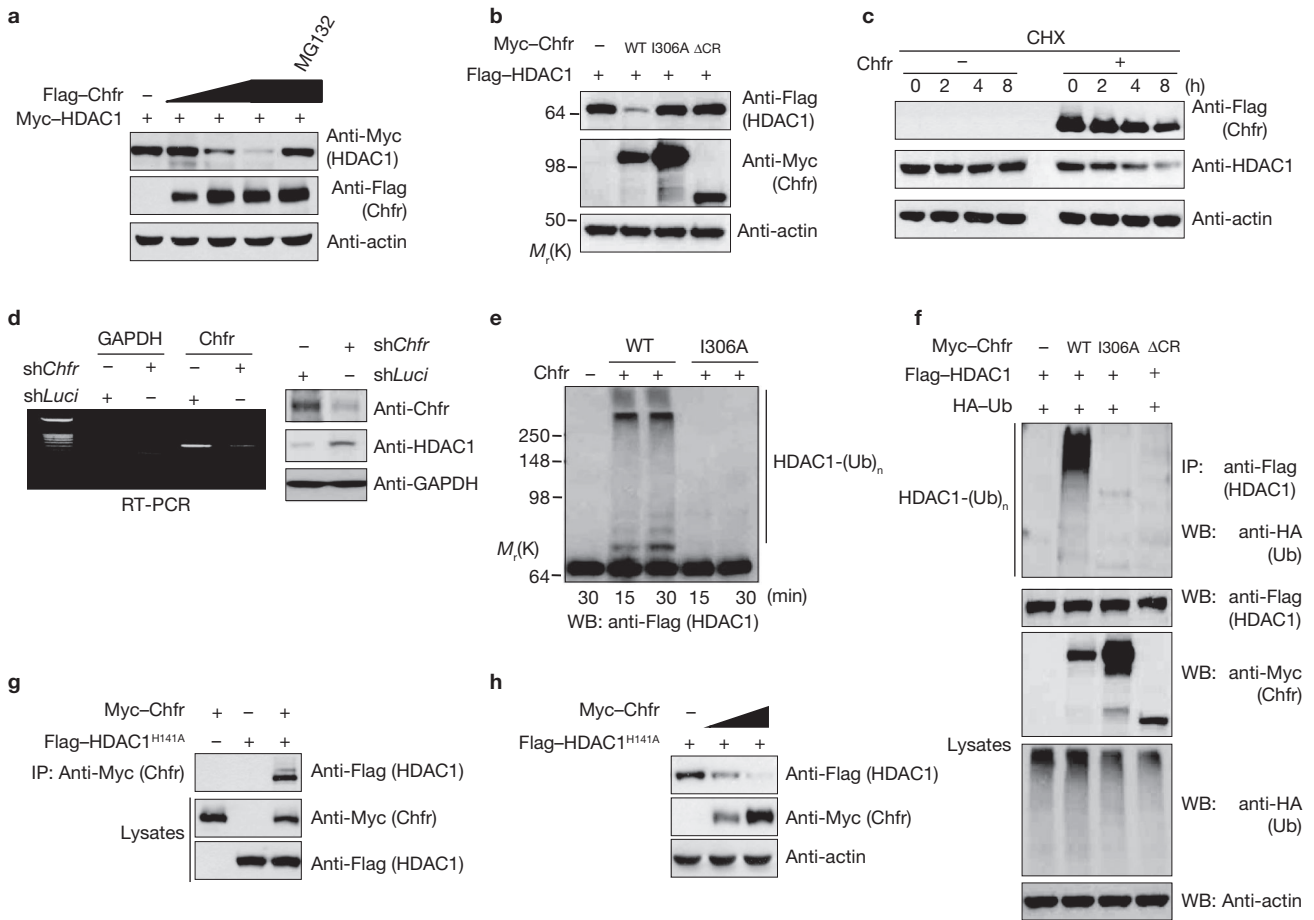 a
MG132
Flag–Chfr –
Myc–HDAC1 + + + + +
Anti-Myc
(HDAC1)
Anti-Flag
(Chfr)
Anti-actin
b
Myc–Chfr – WT I306A ΔCR
Flag–HDAC1 + + + +
64
98
50
Mr(K)
Anti-Flag
(HDAC1)
Anti-Myc
(Chfr)
Anti-actin
c
CHX
Chfr – +
0 2 4 8 0 2 4 8 (h)
Anti-Flag
(Chfr)
Anti-HDAC1
Anti-actin
d
GAPDH Chfr
shChfr – + – +
shLuci + – + –
RT-PCR
– + shChfr
+ – shLuci
Anti-Chfr
Anti-HDAC1
Anti-GAPDH
e
WT I306A
Chfr – + + + +
250
148
98
Mr(K)
64
HDAC1-(Ub)n
30 15 30 15 30 (min)
WB: anti-Flag (HDAC1)
f
Myc–Chfr – WT I306A ΔCR
Flag–HDAC1 + + + +
HA–Ub + + + +
HDAC1-(Ub)n
IP: anti-Flag
(HDAC1)
WB: anti-HA
(Ub)
WB: anti-Flag
(HDAC1)
WB: anti-Myc
(Chfr)
Lysates
WB: anti-HA
(Ub)
WB: Anti-actin
g
Myc–Chfr + – +
Flag–HDAC1H141A – + +
IP: Anti-Myc (Chfr)
Anti-Flag (HDAC1)
Lysates
Anti-Myc (Chfr)
Anti-Flag (HDAC1)
h
Myc–Chfr –
Flag–HDAC1H141A + + +
Anti-Flag (HDAC1)
Anti-Myc (Chfr)
Anti-actin